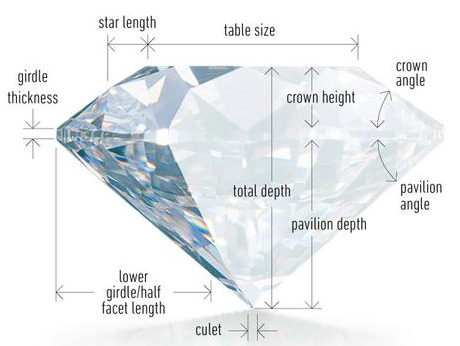 star length
table size
crown
angle
girdle
thickness
crown height
total depth
pavilion
angle
pavilion depth
lower
girdle/half
facet length
culet